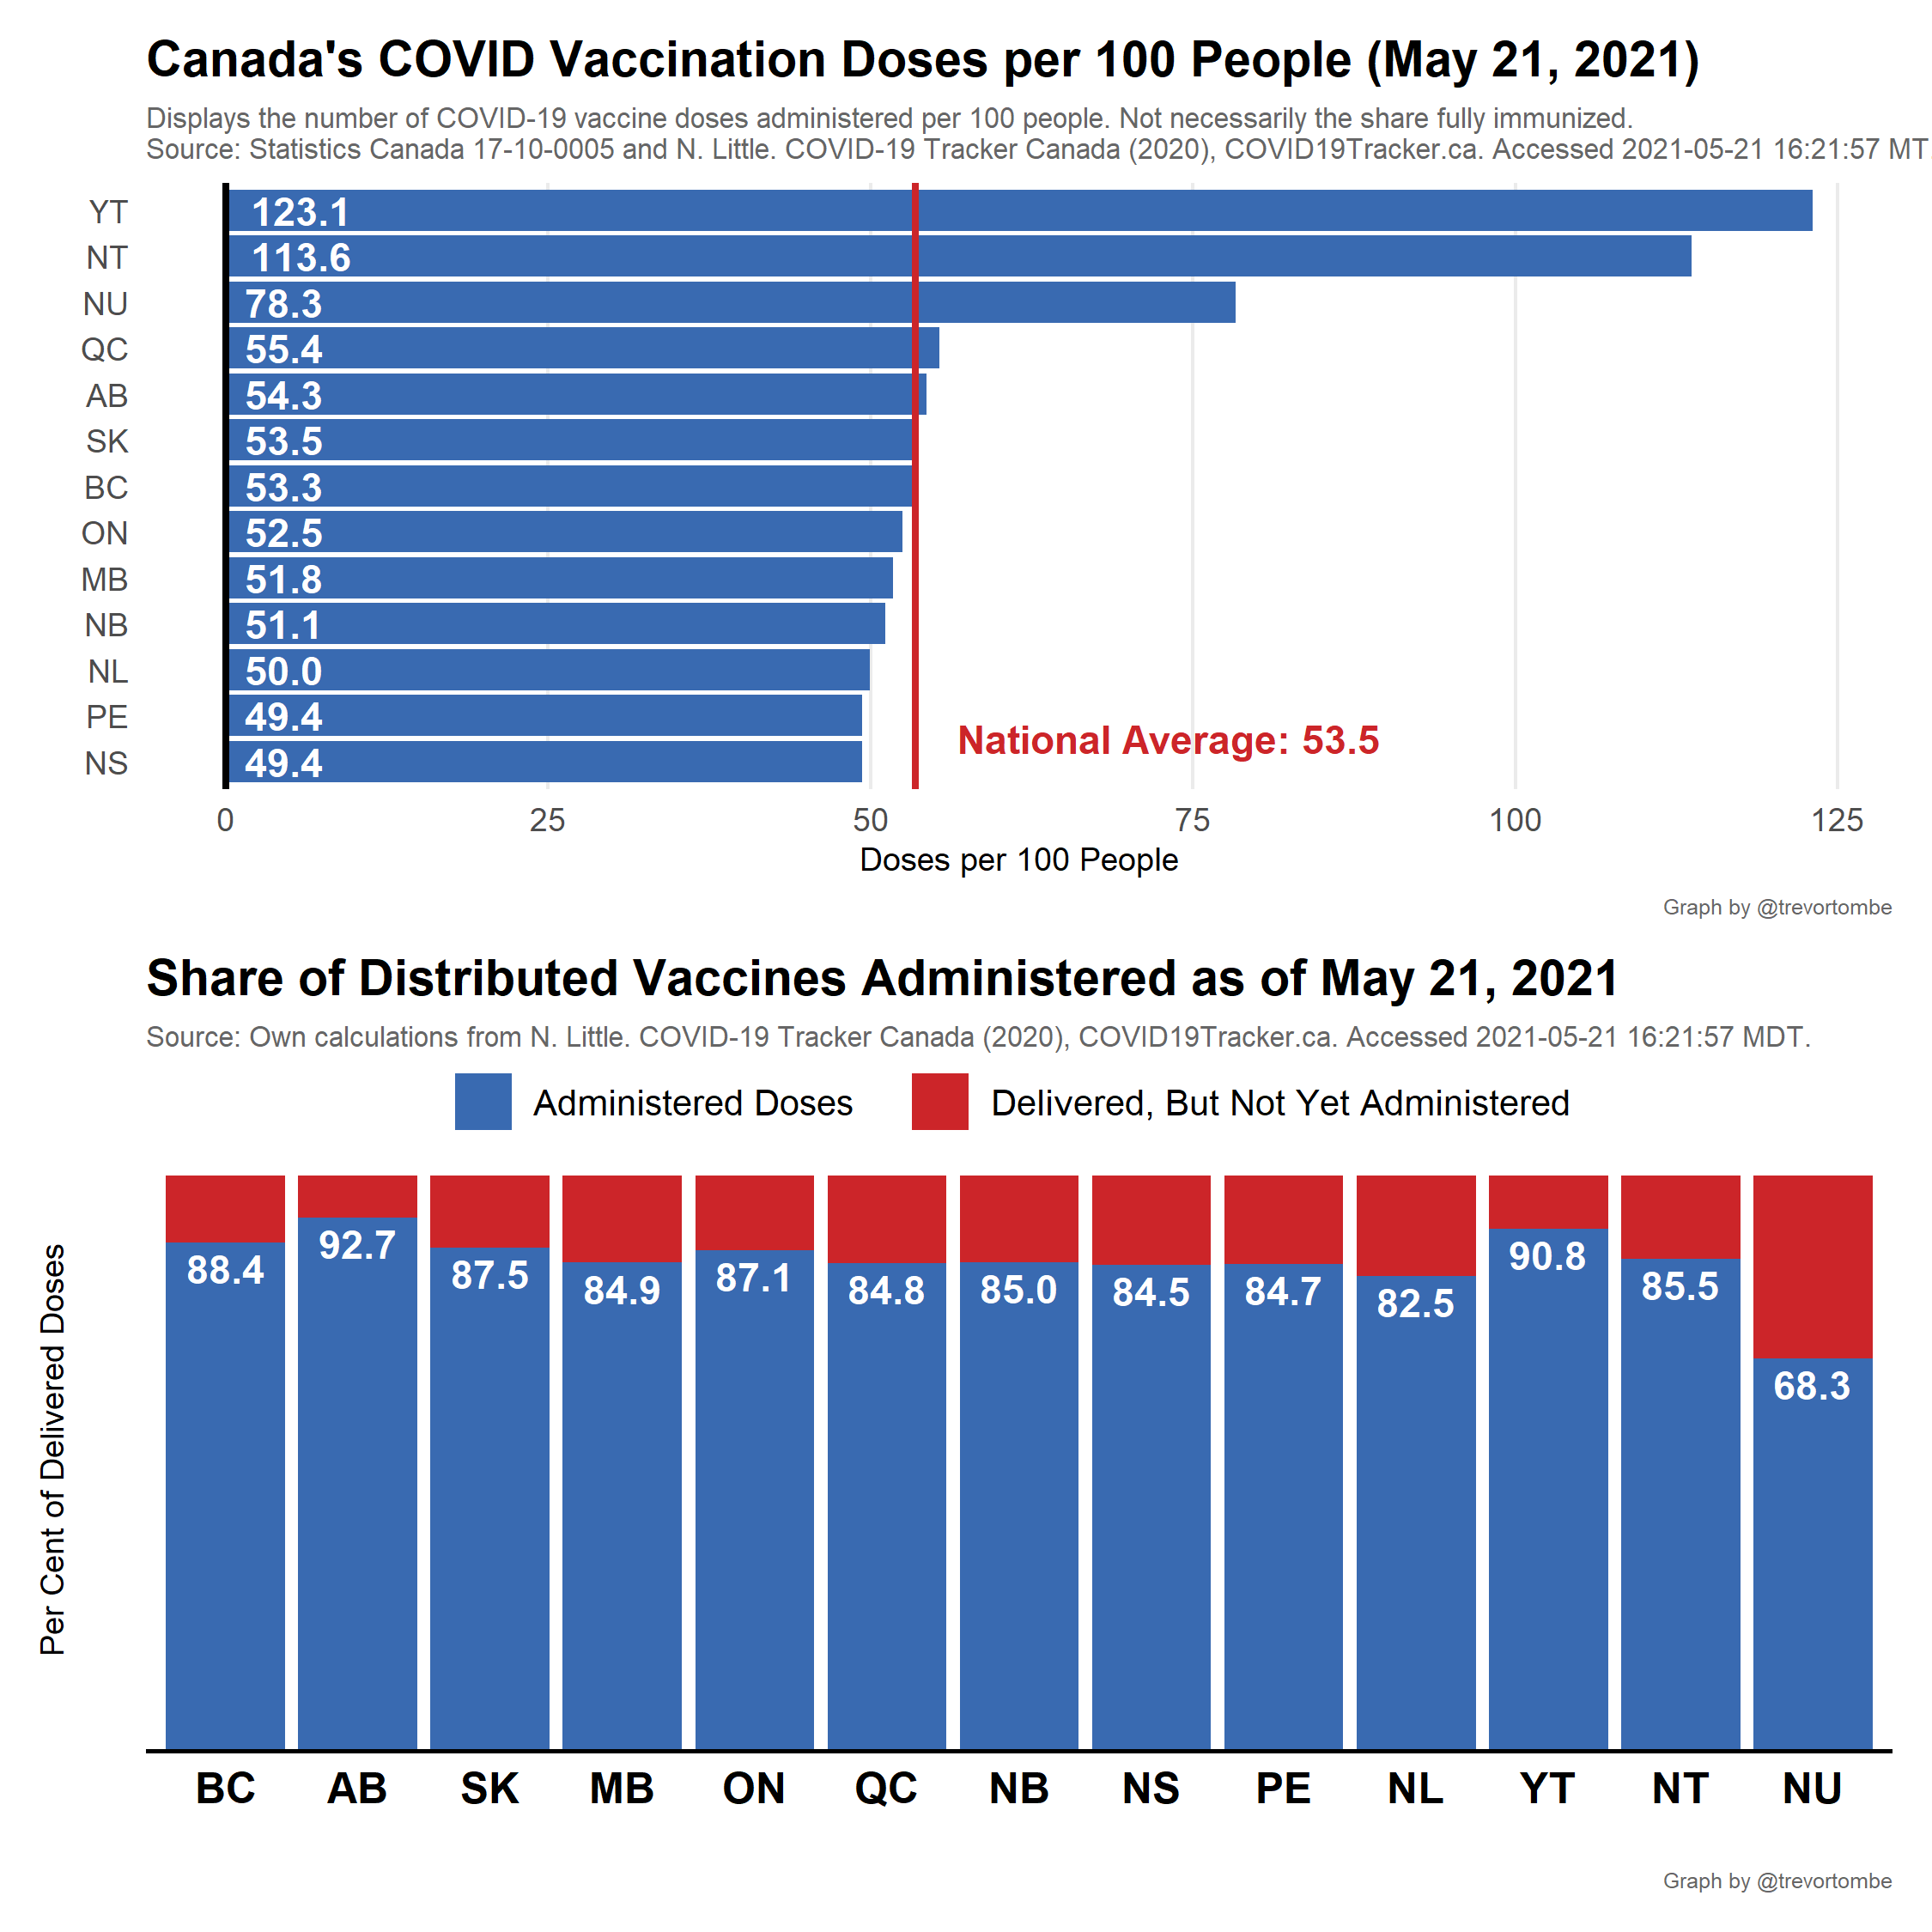 Canada's COVID Vaccination Doses per 100 People (May 21, 2021)
Displays the number of COVID-19 vaccine doses administered per 100 people. Not necessarily the share fully immunized.
Source: Statistics Canada 17-10-0005 and N. Little. COVID-19 Tracker Canada (2020), COVID19Tracker.ca. Accessed 2021-05-21 16:21:57 MT
YT 123.1
NT 113.6
NU 78.3
QC 55.4
AB 54.3
SK 53.5
BC 53.3
ON 52.5
MB 51.8
NB 51.1
NL 50.0
PE 49.4
National Average: 53.5
NS 49.4
0 25 50 75 100 125
Doses per 100 People
Graph by @trevortombe
Share of Distributed Vaccines Administered as of May 21, 2021
Source: Own calculations from N. Little. COVID-19 Tracker Canada (2020), COVID19Tracker.ca. Accessed 2021-05-21 16:21:57 MDT.
Administered Doses Delivered, But Not Yet Administered
Per Cent of Delivered Doses
88.4 92.7 87.5 84.9 87.1 84.8 85.0 84.5 84.7 82.5 90.8 85.5 68.3
BC AB SK MB ON QC NB NS PE NL YT NT NU
Graph by @trevortombe